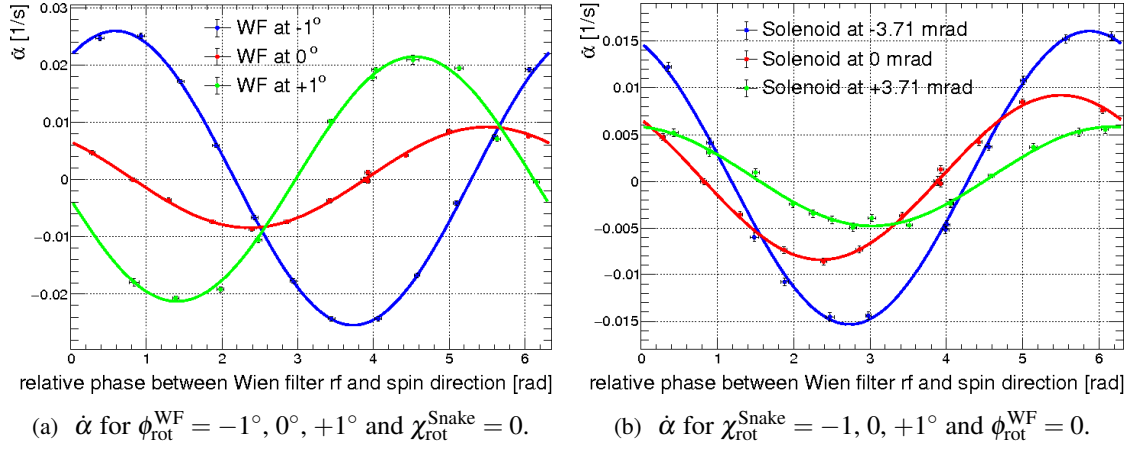 0.03
0.02
0.01
0
−0.01
−0.02
α̇ [1/s]
WF at -1°
WF at 0°
WF at +1°
0 1 2 3 4 5 6
relative phase between Wien filter rf and spin direction [rad]
(a) α̇ for ϕ_rot^WF = −1°, 0°, +1° and χ_rot^Snake = 0.
0.015
0.01
0.005
0
−0.005
−0.01
−0.015
α̇ [1/s]
Solenoid at -3.71 mrad
Solenoid at 0 mrad
Solenoid at +3.71 mrad
0 1 2 3 4 5 6
relative phase between Wien filter rf and spin direction [rad]
(b) α̇ for χ_rot^Snake = −1, 0, +1° and ϕ_rot^WF = 0.